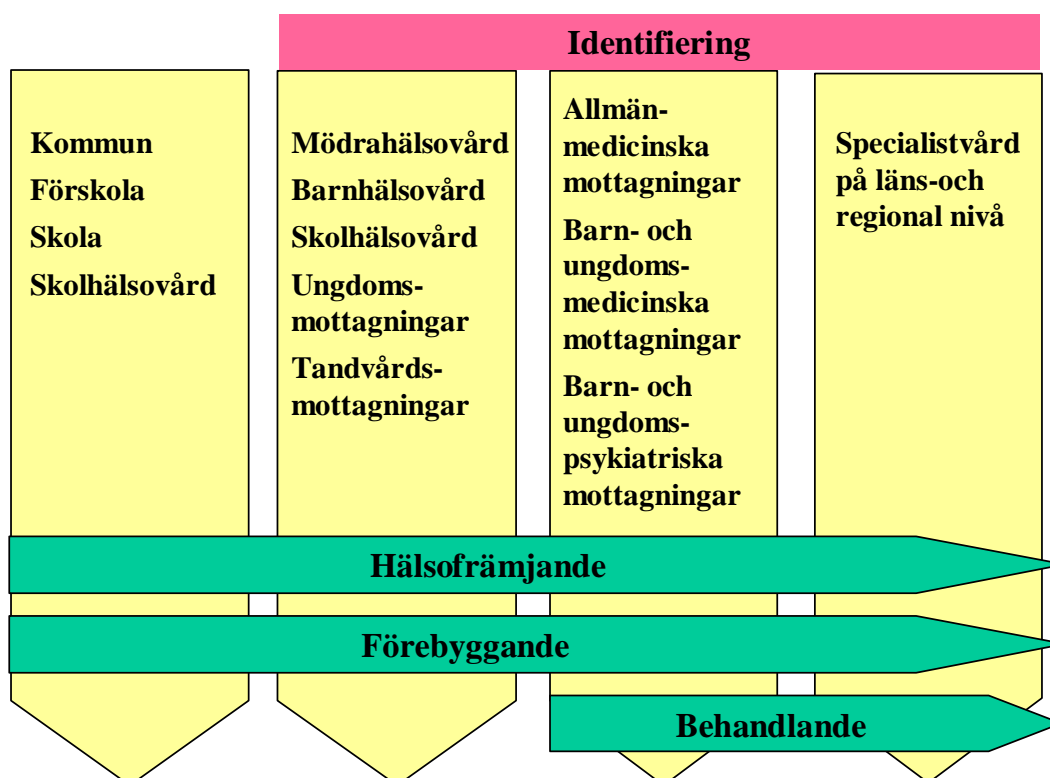 Identifiering
Kommun
Förskola
Skola
Skolhälsovård
Mödrahälsovård
Barnhälsovård
Skolhälsovård
Ungdoms-
mottagningar
Tandvårds-
mottagningar
Allmän-
medicinska
mottagningar
Barn- och
ungdoms-
medicinska
mottagningar
Barn- och
ungdoms-
psykiatriska
mottagningar
Specialistvård
på läns-och
regional nivå
Hälsofrämjande
Förebyggande
Behandlande